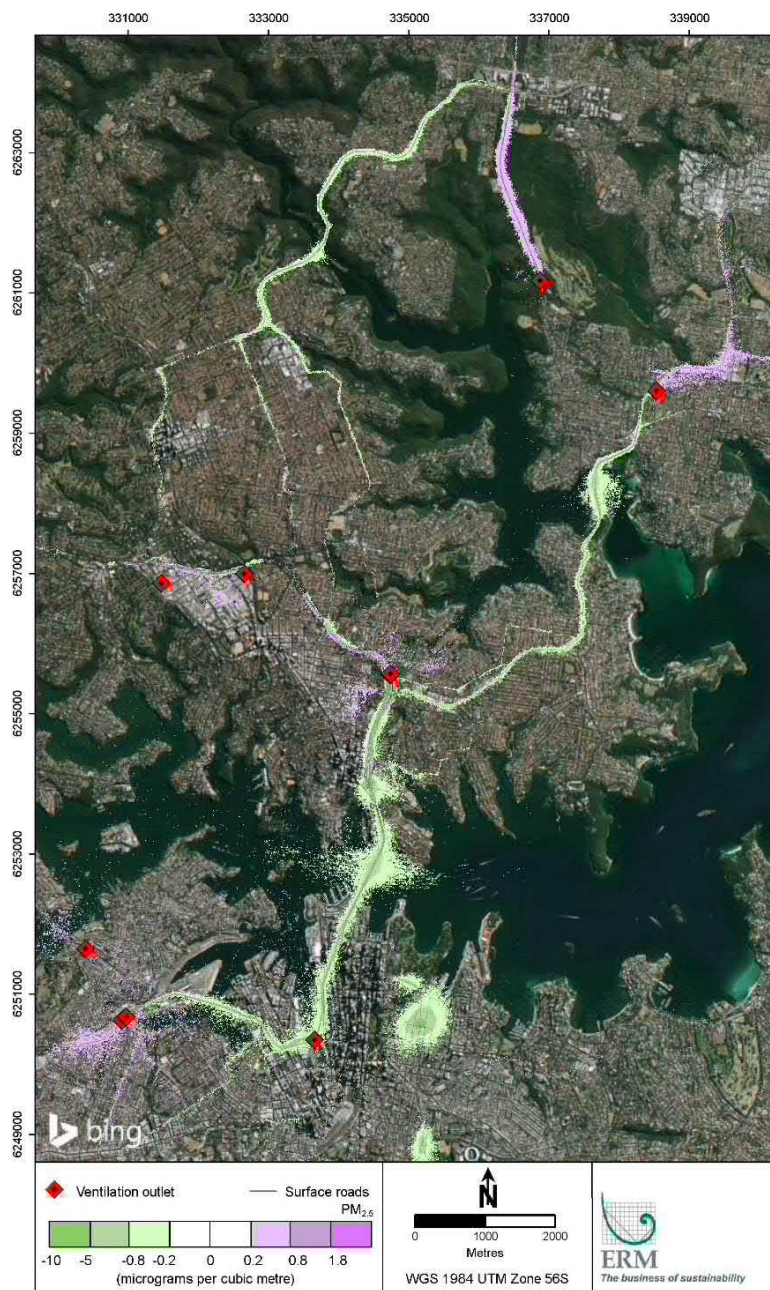 331000 333000 335000 337000 339000
6263000
6261000
6259000
6257000
6255000
6253000
6251000
6249000
bing
Ventilation outlet
Surface roads
PM2.5
-10 -5 -0.8 -0.2 0 0.2 0.8 1.8
(micrograms per cubic metre)
N
0 1000 2000
Metres
WGS 1984 UTM Zone 56S
ERM
The business of sustainability